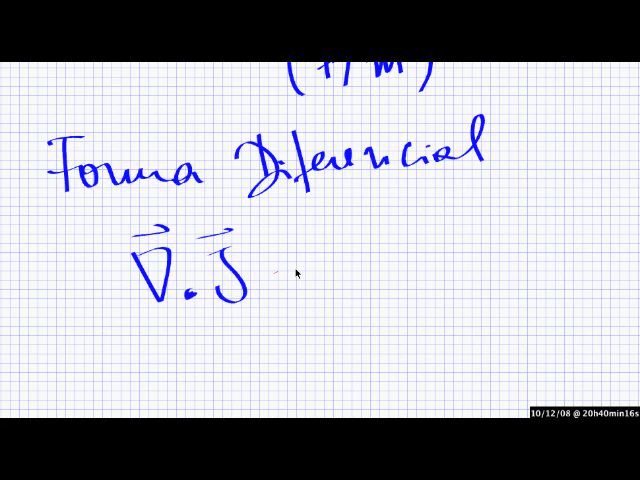 Forma Diferencial
∇⃗ . J⃗
10/12/08 @ 20h40min16s